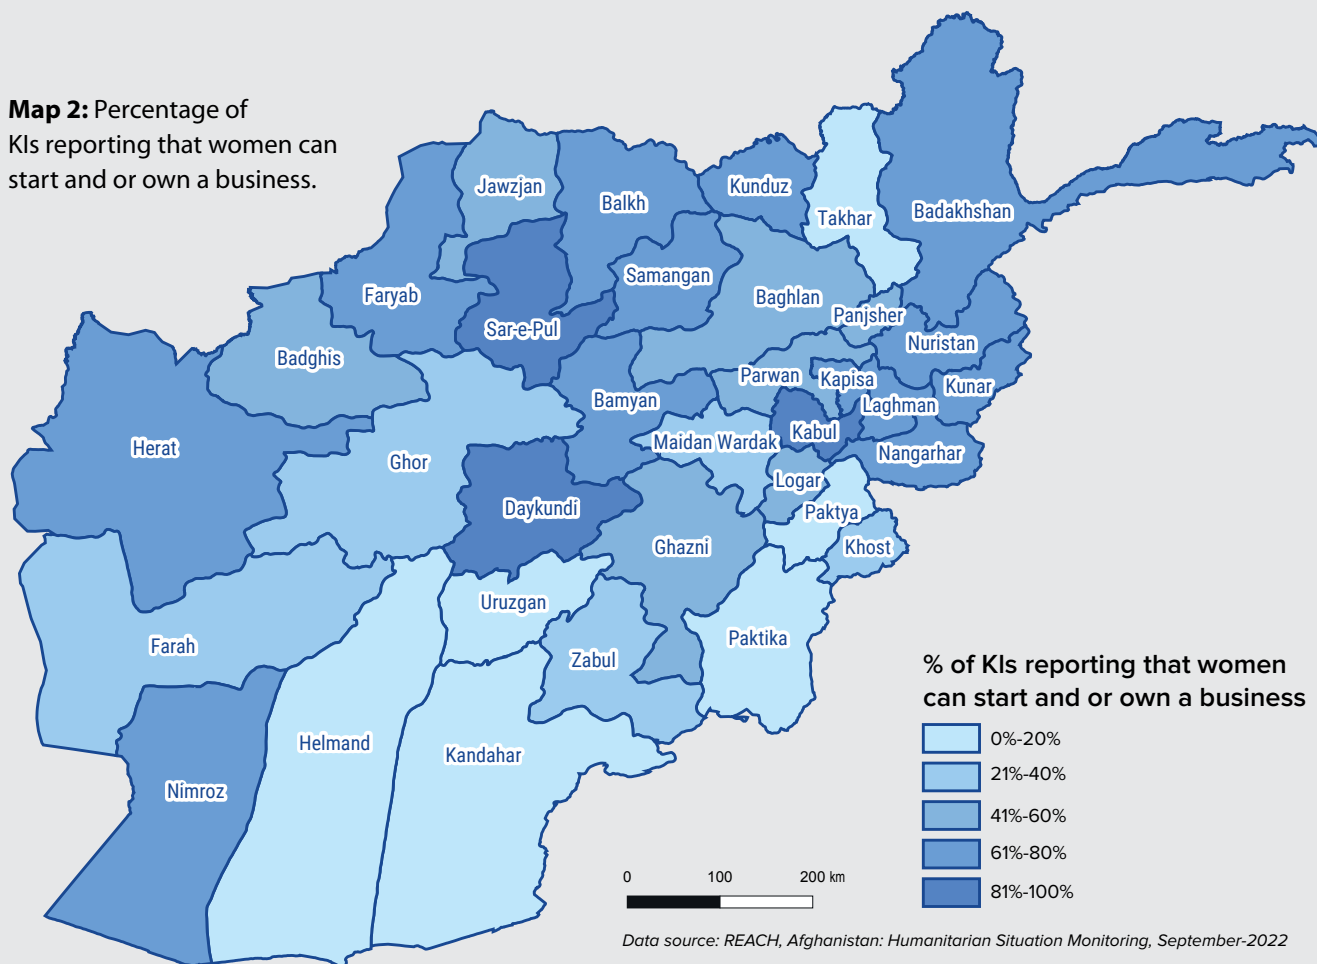 Map 2: Percentage of
KIs reporting that women can
start and or own a business.
Jawzjan
Balkh
Kunduz
Takhar
Badakhshan
Faryab
Samangan
Baghlan
Sar-e-Pul
Panjsher
Nuristan
Badghis
Parwan
Kapisa
Kunar
Bamyan
Laghman
Herat
Ghor
Maidan Wardak
Kabul
Nangarhar
Logar
Daykundi
Paktya
Ghazni
Khost
Uruzgan
Paktika
Farah
Zabul
Helmand
Kandahar
Nimroz
% of KIs reporting that women
can start and or own a business
0%-20%
21%-40%
41%-60%
61%-80%
81%-100%
0 100 200 km
Data source: REACH, Afghanistan: Humanitarian Situation Monitoring, September-2022